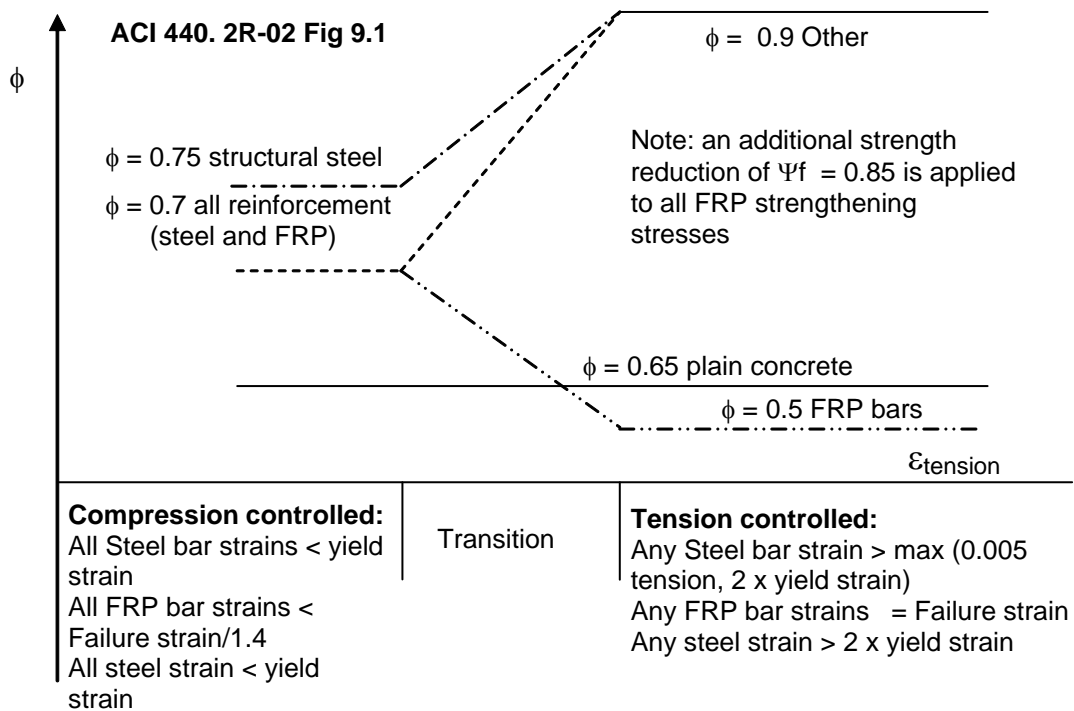 ACI 440. 2R-02 Fig 9.1
ϕ
ϕ = 0.9 Other
ϕ = 0.75 structural steel
ϕ = 0.7 all reinforcement
(steel and FRP)
Note: an additional strength
reduction of Ψf = 0.85 is applied
to all FRP strengthening
stresses
ϕ = 0.65 plain concrete
ϕ = 0.5 FRP bars
εtension
Compression controlled:
All Steel bar strains < yield
strain
All FRP bar strains <
Failure strain/1.4
All steel strain < yield
strain
Transition
Tension controlled:
Any Steel bar strain > max (0.005
tension, 2 x yield strain)
Any FRP bar strains = Failure strain
Any steel strain > 2 x yield strain